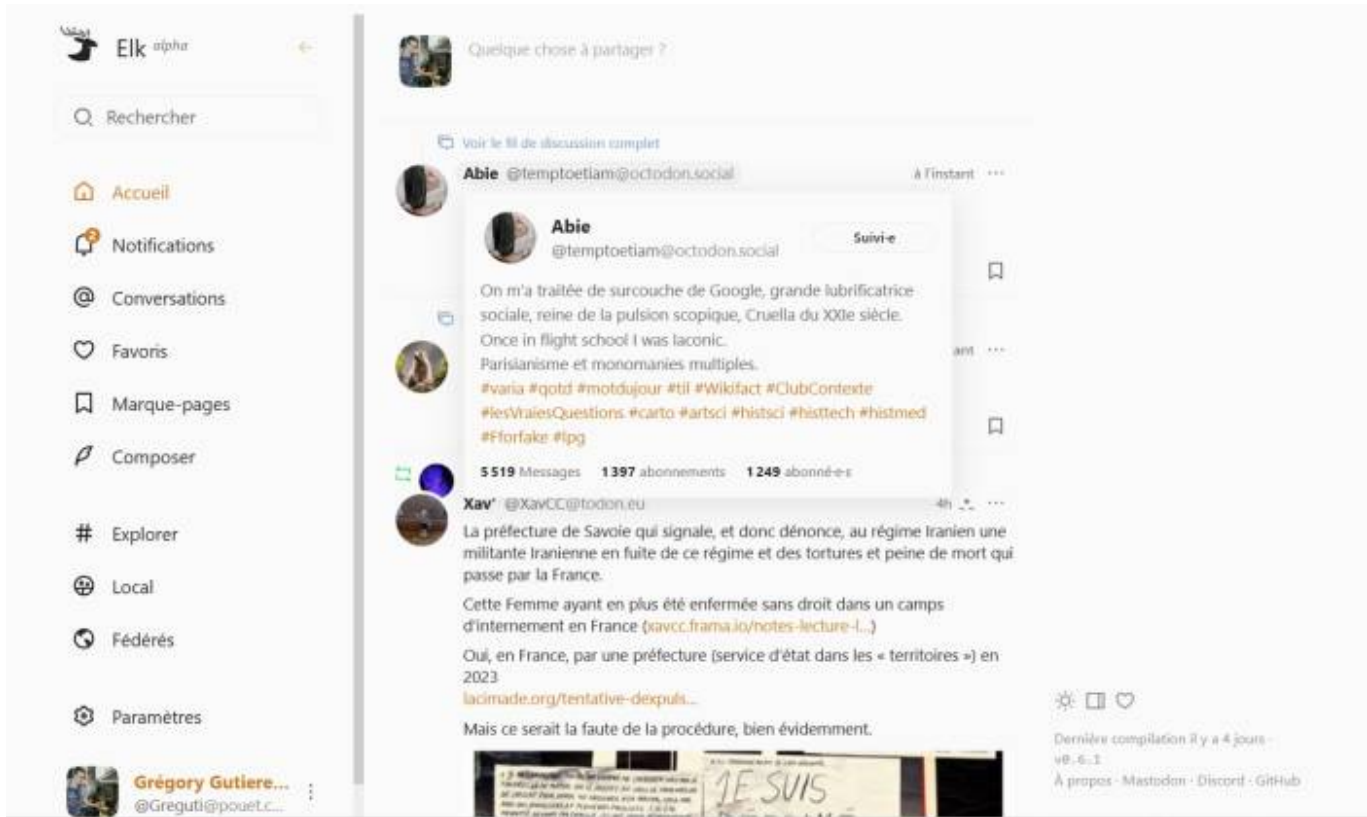 Elk alpha
Rechercher
Accueil
2
Notifications
Conversations
Favoris
Marque-pages
Composer
Explorer
Local
Fédérés
Paramètres
Grégory Gutiere...
@Greguti@pouet.c...
Quelque chose à partager ?
Voir le fil de discussion complet
Abie @temptoetiam@octodon.social à l'instant
Abie
@temptoetiam@octodon.social
Suivi·e
On m'a traitée de surcouche de Google, grande lubrificatrice
sociale, reine de la pulsion scopique, Cruella du XXIe siècle.
Once in flight school I was laconic.
Parisianisme et monomanies multiples.
#varia #qotd #motdujour #til #Wikifact #ClubContexte
#lesVraiesQuestions #carto #artsci #histsci #histtech #histmed
#Fforfake #lpg
5 519 Messages 1 397 abonnements 1 249 abonné·e·s
ant
Xav' @XavCC@todon.eu 4h
La préfecture de Savoie qui signale, et donc dénonce, au régime Iranien une
militante Iranienne en fuite de ce régime et des tortures et peine de mort qui
passe par la France.
Cette Femme ayant en plus été enfermée sans droit dans un camps
d'internement en France (xavcc.frama.io/notes-lecture-l...)
Oui, en France, par une préfecture (service d'état dans les « territoires ») en
2023
lacimade.org/tentative-dexpuls...
Mais ce serait la faute de la procédure, bien évidemment.
JE SUIS
Dernière compilation il y a 4 jours ·
v0.6.1
À propos · Mastodon · Discord · GitHub